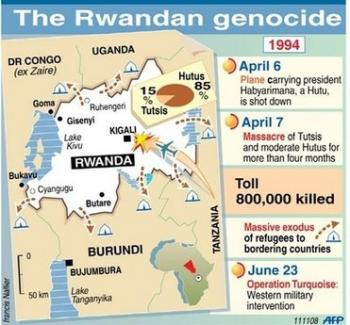 The Rwandan genocide
UGANDA
DR CONGO
(ex Zaire)
1994
April 6
Plane carrying president
Habyarimana, a Hutu,
is shot down
Hutus
85
%
15
%
Tutsis
Goma
Ruhengeri
Gisenyi
KIGALI
Lake
Kivu
RWANDA
April 7
Massacre of Tutsis
and moderate Hutus for
more than four months
Bukavu
Cyangugu
Butare
Toll
800,000 killed
TANZANIA
Massive exodus
of refugees to
bordering countries
BURUNDI
BUJUMBURA
0
50 km
Lake
Tanganyika
June 23
Operation Turquoise:
Western military
intervention
francis Nallier
111108 AFP